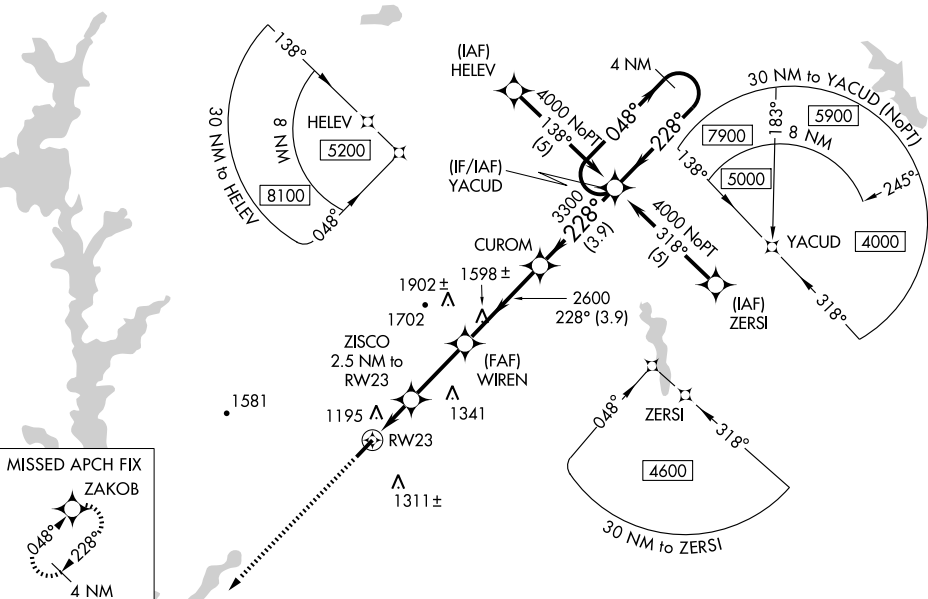 138°
HELEV
5200
8 NM
30 NM to HELEV
8100
048°
(IAF)
HELEV
4000 NoPT
138°
(5)
4 NM
048°
228°
(IF/IAF)
YACUD
30 NM to YACUD (NoPT)
5900
7900
183°
8 NM
138°
5000
245°
YACUD
4000
318°
3300
228°
(3.9)
4000 NoPT
318°
(5)
(IAF)
ZERSI
CUROM
1598 ±
1902 ±
1702
2600
228° (3.9)
ZISCO
2.5 NM to
RW23
(FAF)
WIREN
1341
1195
RW23
1581
1311 ±
048°
ZERSI
318°
4600
30 NM to ZERSI
MISSED APCH FIX
ZAKOB
048°
228°
4 NM